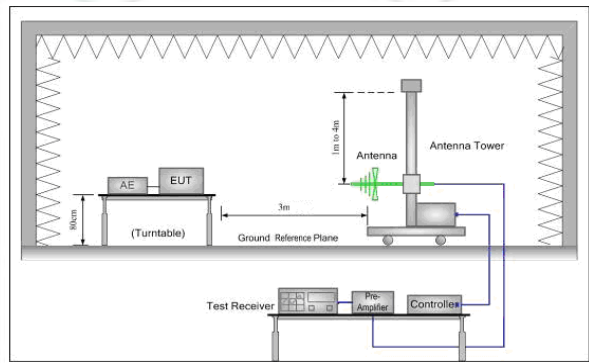 1m to 4m
Antenna
Antenna Tower
AE
EUT
80cm
(Turntable)
3m
Ground Reference Plane
Test Receiver
Pre-
Amplifier
Controller